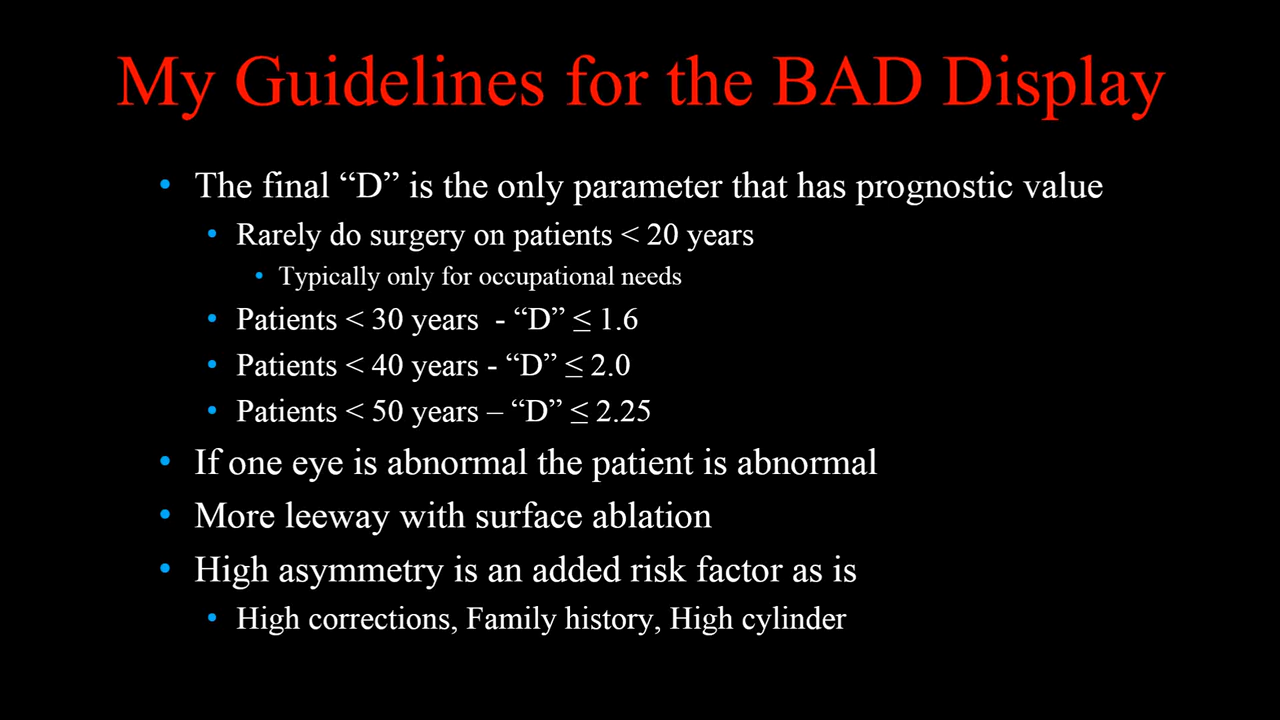 My Guidelines for the BAD Display
• The final “D” is the only parameter that has prognostic value
• Rarely do surgery on patients < 20 years
• Typically only for occupational needs
• Patients < 30 years - “D” ≤ 1.6
• Patients < 40 years - “D” ≤ 2.0
• Patients < 50 years – “D” ≤ 2.25
• If one eye is abnormal the patient is abnormal
• More leeway with surface ablation
• High asymmetry is an added risk factor as is
• High corrections, Family history, High cylinder